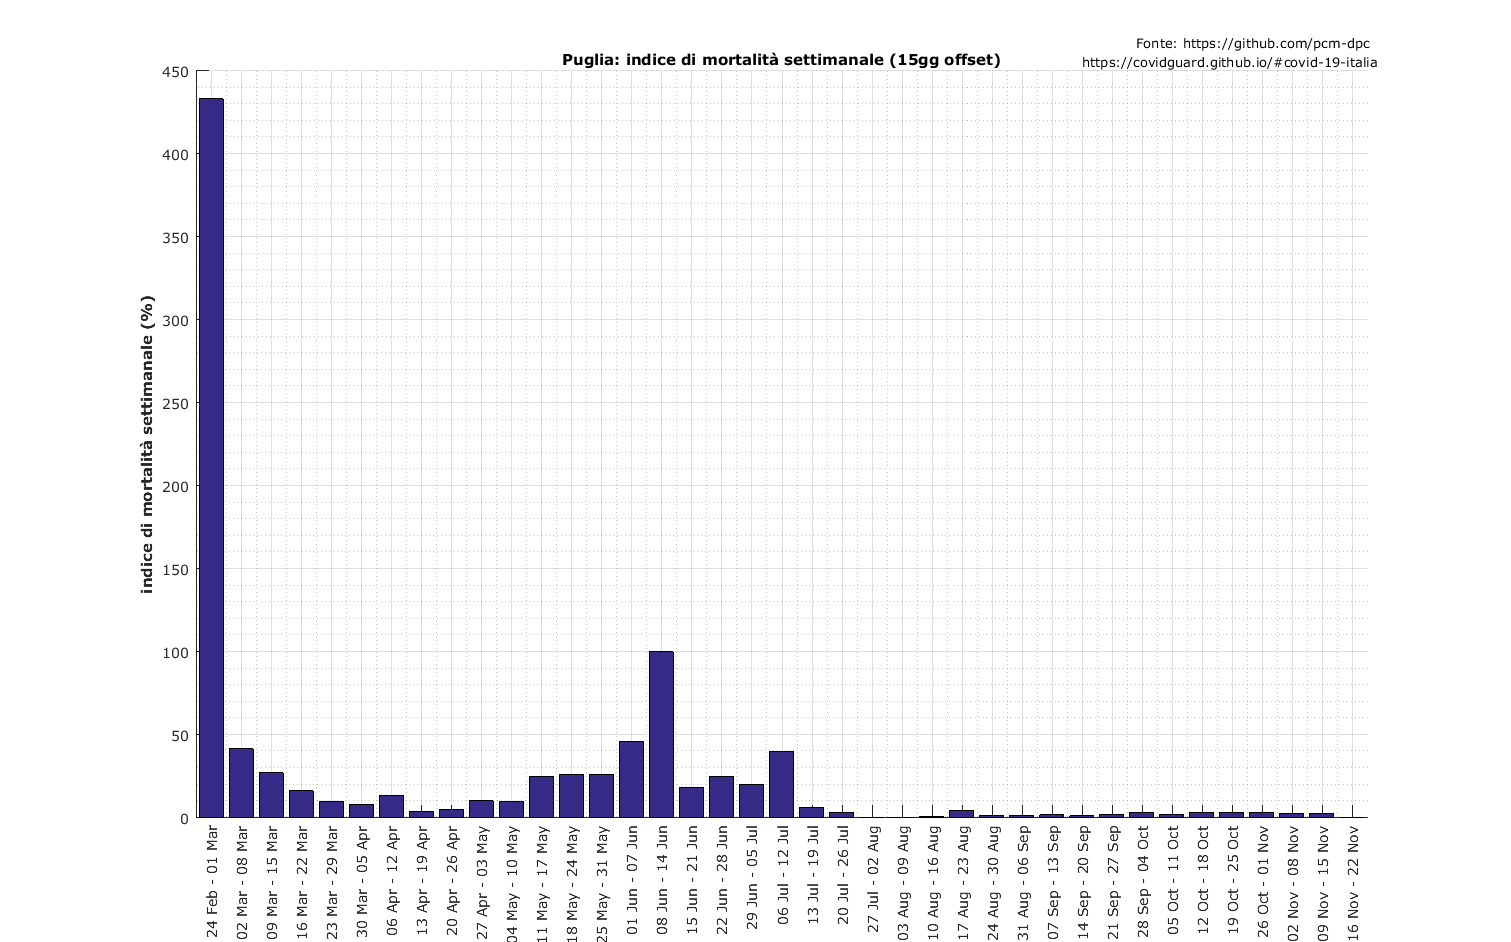 Fonte: https://github.com/pcm-dpc
https://covidguard.github.io/#covid-19-italia
Puglia: indice di mortalità settimanale (15gg offset)
indice di mortalità settimanale (%)
450
400
350
300
250
200
150
100
50
0
24 Feb - 01 Mar
02 Mar - 08 Mar
09 Mar - 15 Mar
16 Mar - 22 Mar
23 Mar - 29 Mar
30 Mar - 05 Apr
06 Apr - 12 Apr
13 Apr - 19 Apr
20 Apr - 26 Apr
27 Apr - 03 May
04 May - 10 May
11 May - 17 May
18 May - 24 May
25 May - 31 May
01 Jun - 07 Jun
08 Jun - 14 Jun
15 Jun - 21 Jun
22 Jun - 28 Jun
29 Jun - 05 Jul
06 Jul - 12 Jul
13 Jul - 19 Jul
20 Jul - 26 Jul
27 Jul - 02 Aug
03 Aug - 09 Aug
10 Aug - 16 Aug
17 Aug - 23 Aug
24 Aug - 30 Aug
31 Aug - 06 Sep
07 Sep - 13 Sep
14 Sep - 20 Sep
21 Sep - 27 Sep
28 Sep - 04 Oct
05 Oct - 11 Oct
12 Oct - 18 Oct
19 Oct - 25 Oct
26 Oct - 01 Nov
02 Nov - 08 Nov
09 Nov - 15 Nov
16 Nov - 22 Nov